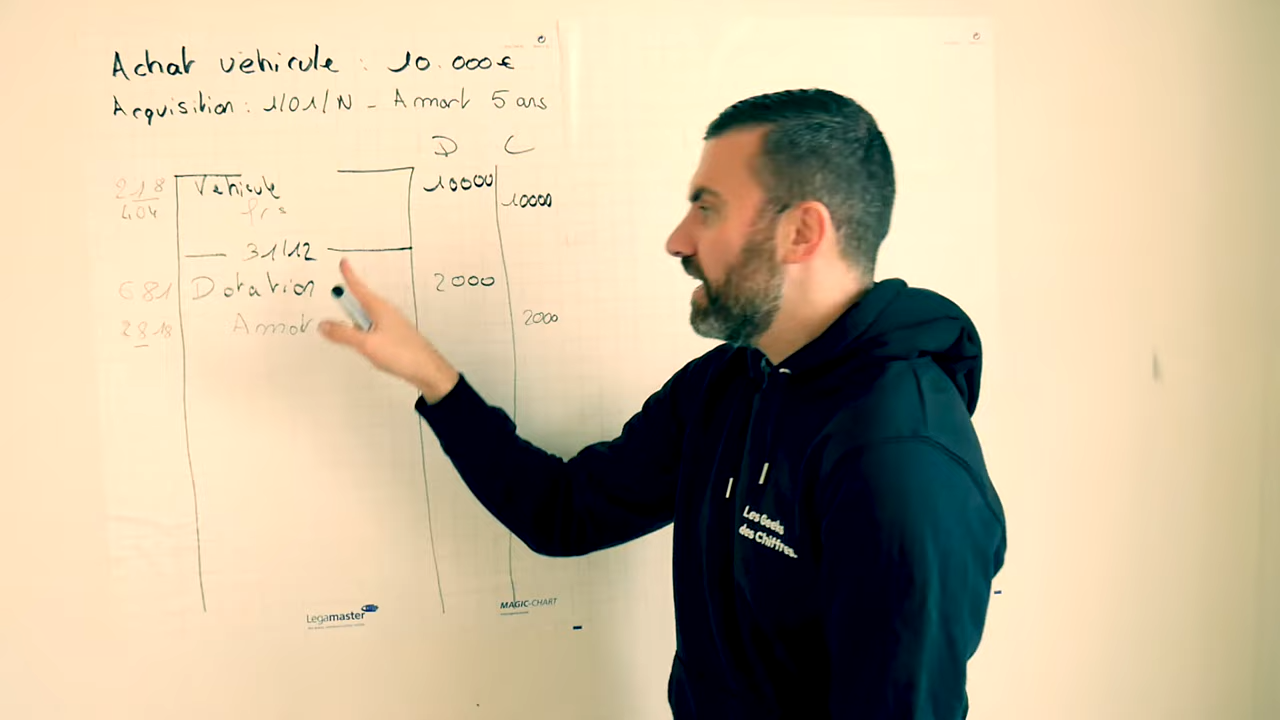 Achat véhicule : 10.000€
Acquisition : 1/01/N - Amort 5 ans
D C
218 Véhicule 10000
404 frs 10000
31/12
681 Dotation 2000
2818 Amort 2000
Les Geeks
des Chiffres.
Legamaster
MAGIC-CHART